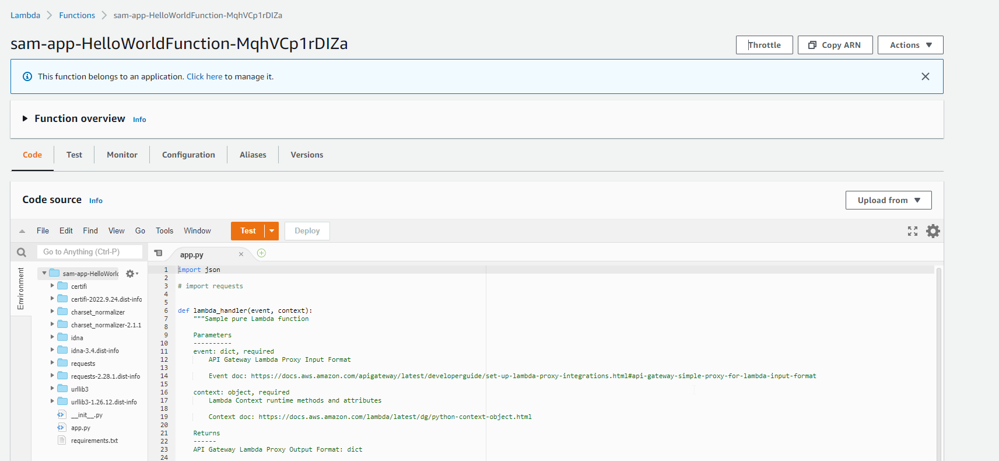 Lambda > Functions > sam-app-HelloWorldFunction-MqhVCp1rDIZa
sam-app-HelloWorldFunction-MqhVCp1rDIZa
Throttle Copy ARN Actions
This function belongs to an application. Click here to manage it.
Function overview Info
Code Test Monitor Configuration Aliases Versions
Code source Info
Upload from
File Edit Find View Go Tools Window Test Deploy
Go to Anything (Ctrl-P)
app.py
Environment
sam-app-HelloWorld
certifi
certifi-2022.9.24.dist-info
charset_normalizer
charset_normalizer-2.1.1
idna
idna-3.4.dist-info
requests
requests-2.28.1.dist-info
urllib3
urllib3-1.26.12.dist-info
__init__.py
app.py
requirements.txt
1 import json
2
3 # import requests
4
5
6 def lambda_handler(event, context):
7 """Sample pure Lambda function
8
9 Parameters
10 ----------
11 event: dict, required
12 API Gateway Lambda Proxy Input Format
13
14 Event doc: https://docs.aws.amazon.com/apigateway/latest/developerguide/set-up-lambda-proxy-integrations.html#api-gateway-simple-proxy-for-lambda-input-format
15
16 context: object, required
17 Lambda Context runtime methods and attributes
18
19 Context doc: https://docs.aws.amazon.com/lambda/latest/dg/python-context-object.html
20
21 Returns
22 ------
23 API Gateway Lambda Proxy Output Format: dict
24